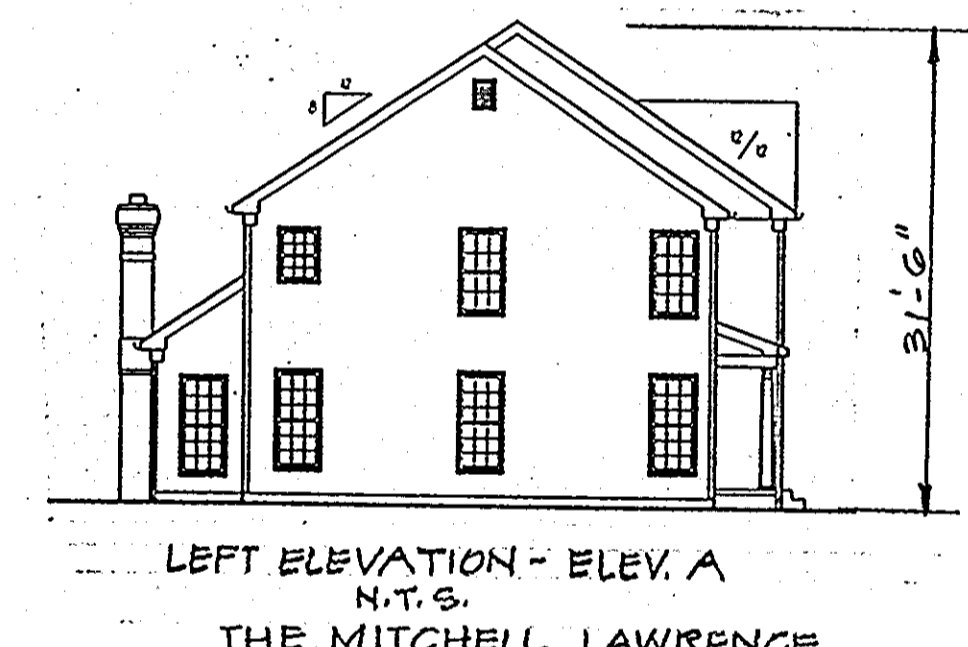 12
8
12/12
31'-6"
LEFT ELEVATION - ELEV. A
N.T.S.
THE MITCHELL LAWRENCE